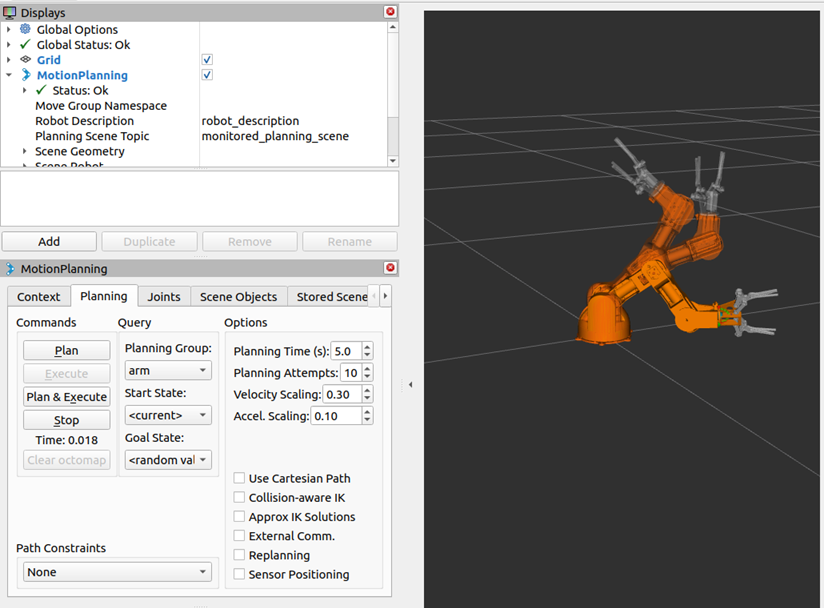 Displays
Global Options
Global Status: Ok
Grid
MotionPlanning
Status: Ok
Move Group Namespace
Robot Description robot_description
Planning Scene Topic monitored_planning_scene
Scene Geometry
Scene Robot
Add Duplicate Remove Rename
MotionPlanning
Context Planning Joints Scene Objects Stored Scene
Commands Query Options
Plan
Execute
Plan & Execute
Stop
Time: 0.018
Clear octomap
Planning Group:
arm
Start State:
<current>
Goal State:
<random val
Planning Time (s): 5.0
Planning Attempts: 10
Velocity Scaling: 0.30
Accel. Scaling: 0.10
Use Cartesian Path
Collision-aware IK
Approx IK Solutions
External Comm.
Replanning
Sensor Positioning
Path Constraints
None